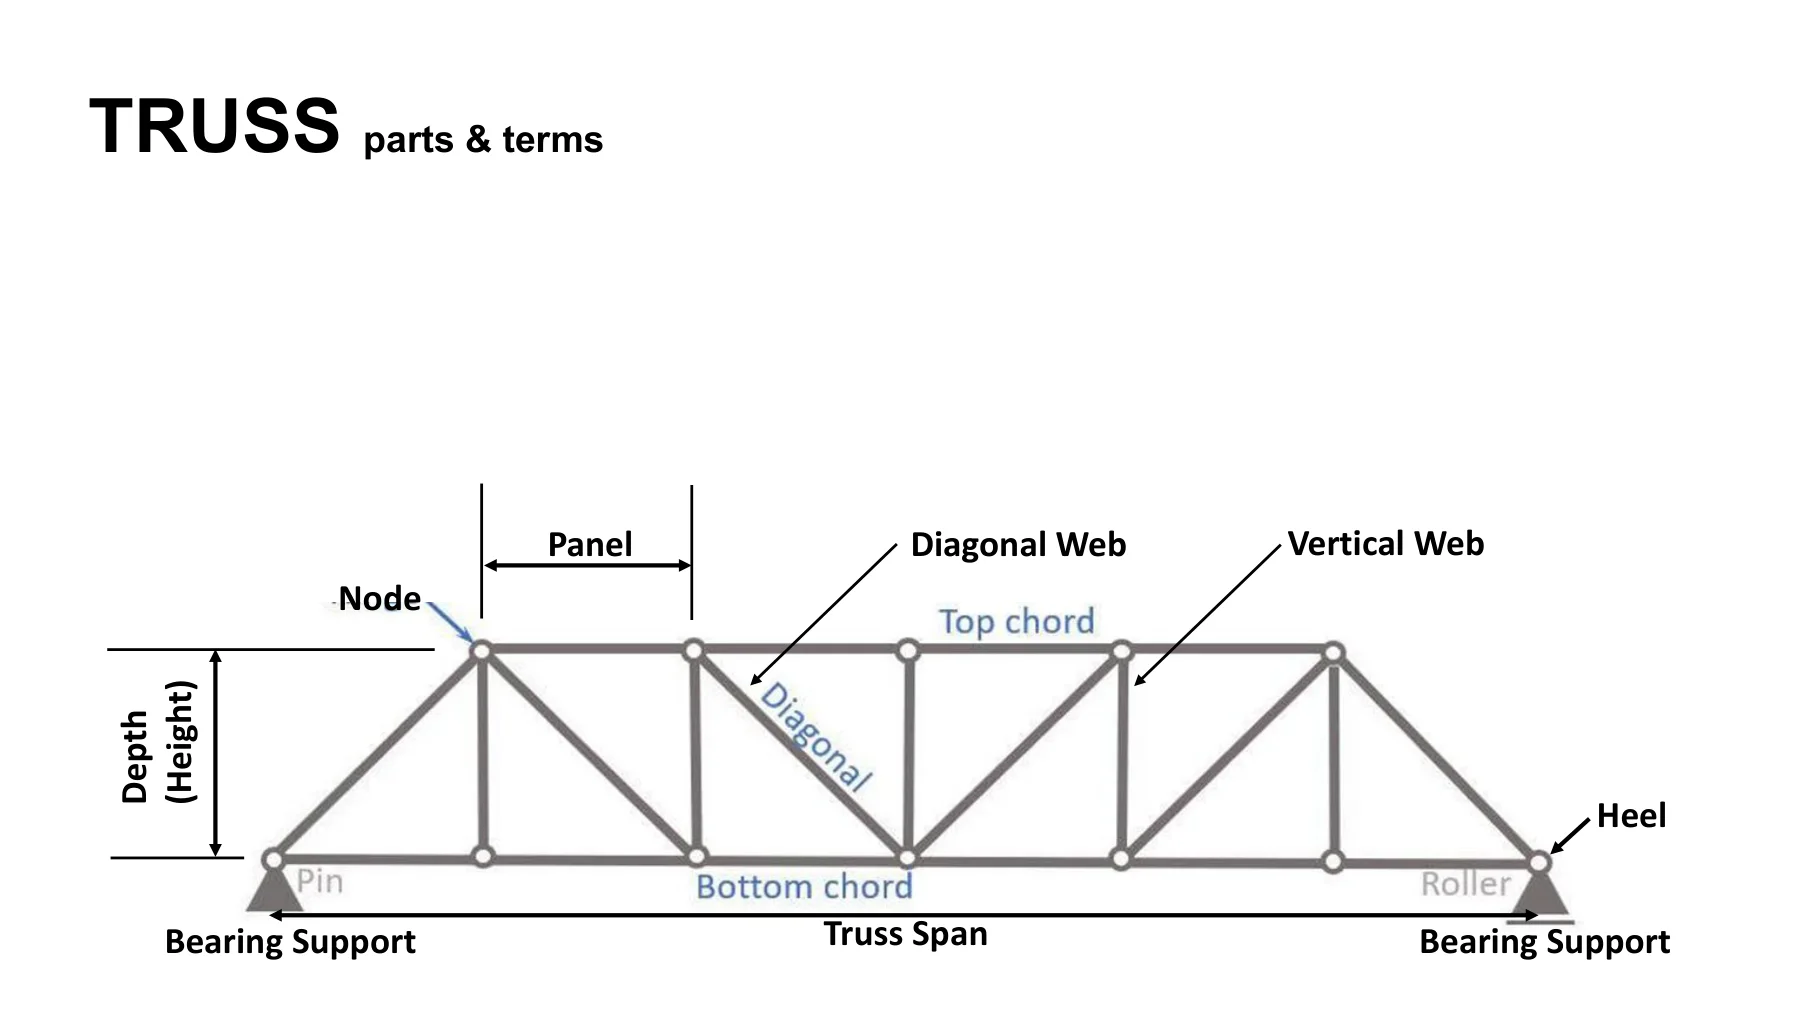 TRUSS parts & terms
Panel
Diagonal Web
Vertical Web
Node
Top chord
Depth
(Height)
Diagonal
Heel
Pin
Bottom chord
Roller
Truss Span
Bearing Support
Bearing Support